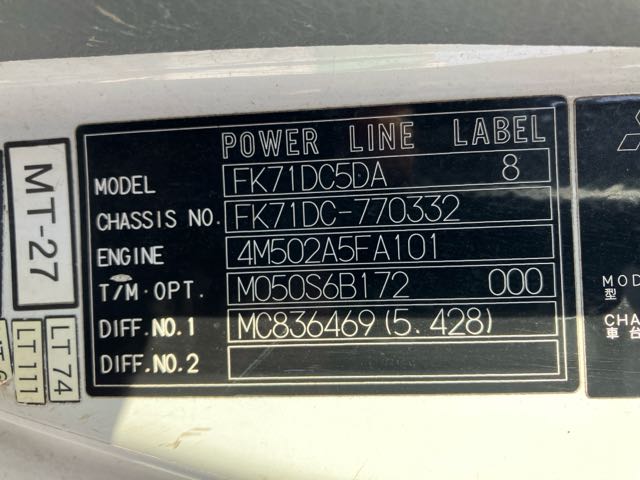 POWER LINE LABEL
MODEL FK71DC5DA 8
CHASSIS NO. FK71DC-770332
ENGINE 4M502A5FA101
T/M·OPT. M050S6B172 000
DIFF.NO.1 MC836469(5.428)
DIFF.NO.2
MT-27
LT74
LT111
MOD
型
CHA
車台